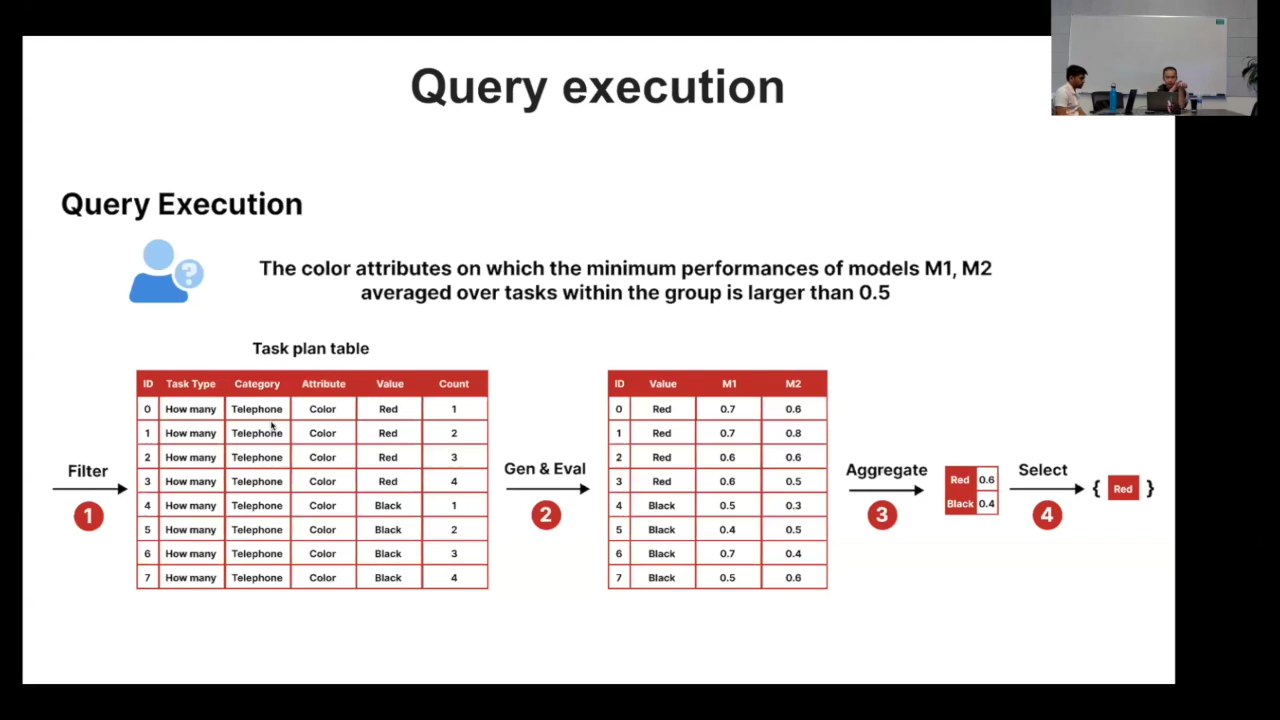 Query execution
Query Execution
?
The color attributes on which the minimum performances of models M1, M2
averaged over tasks within the group is larger than 0.5
Task plan table
ID Task Type Category Attribute Value Count
0 How many Telephone Color Red 1
1 How many Telephone Color Red 2
2 How many Telephone Color Red 3
3 How many Telephone Color Red 4
4 How many Telephone Color Black 1
5 How many Telephone Color Black 2
6 How many Telephone Color Black 3
7 How many Telephone Color Black 4
Filter
1
Gen & Eval
2
ID Value M1 M2
0 Red 0.7 0.6
1 Red 0.7 0.8
2 Red 0.6 0.6
3 Red 0.6 0.5
4 Black 0.5 0.3
5 Black 0.4 0.5
6 Black 0.7 0.4
7 Black 0.5 0.6
Aggregate
3
Red 0.6
Black 0.4
Select
4
{ Red }